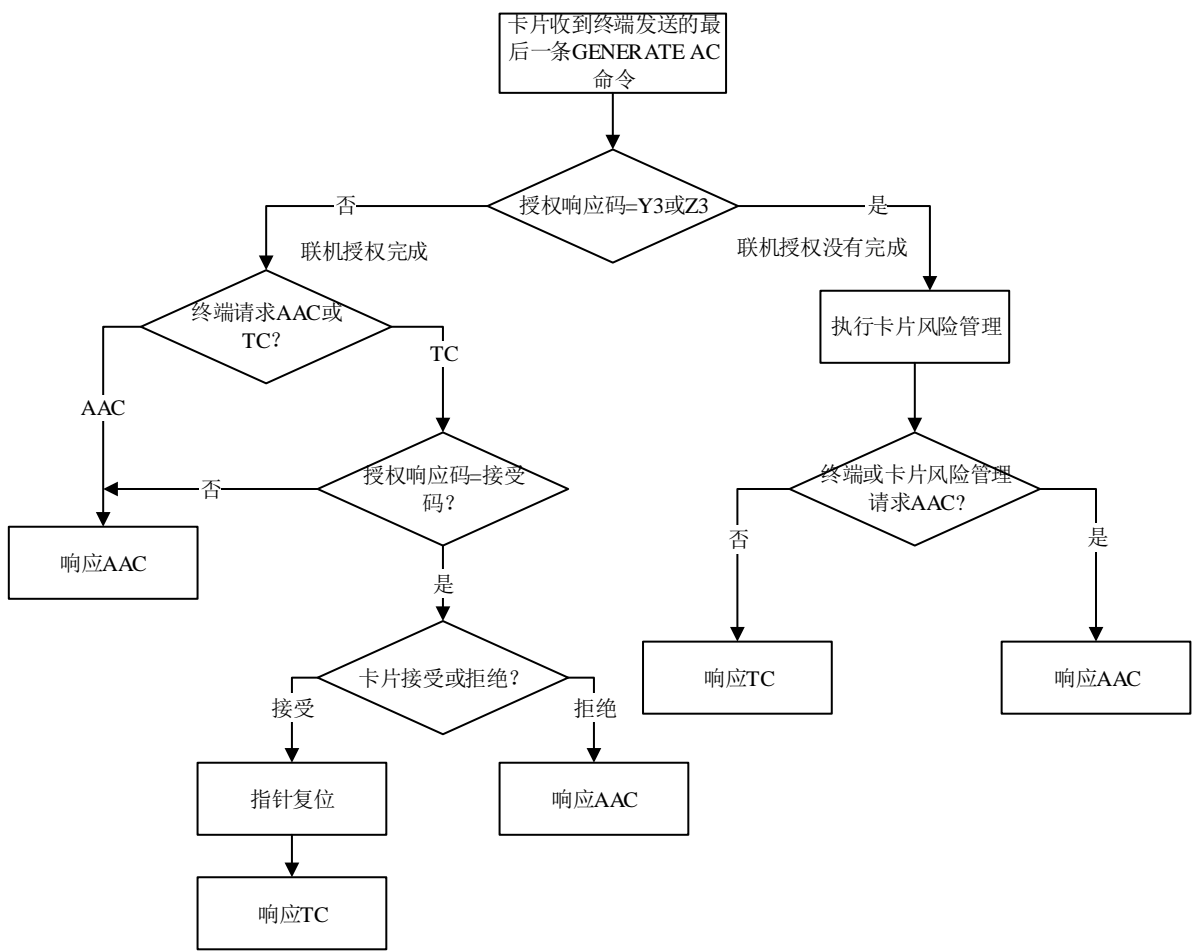 卡片收到终端发送的最
后一条GENERATE AC
命令
授权响应码=Y3或Z3
否
是
联机授权完成
联机授权没有完成
终端请求AAC或
TC?
执行卡片风险管理
TC
AAC
授权响应码=接受
码?
否
终端或卡片风险管理
请求AAC?
否
是
响应AAC
是
卡片接受或拒绝?
响应TC
响应AAC
接受
拒绝
指针复位
响应AAC
响应TC